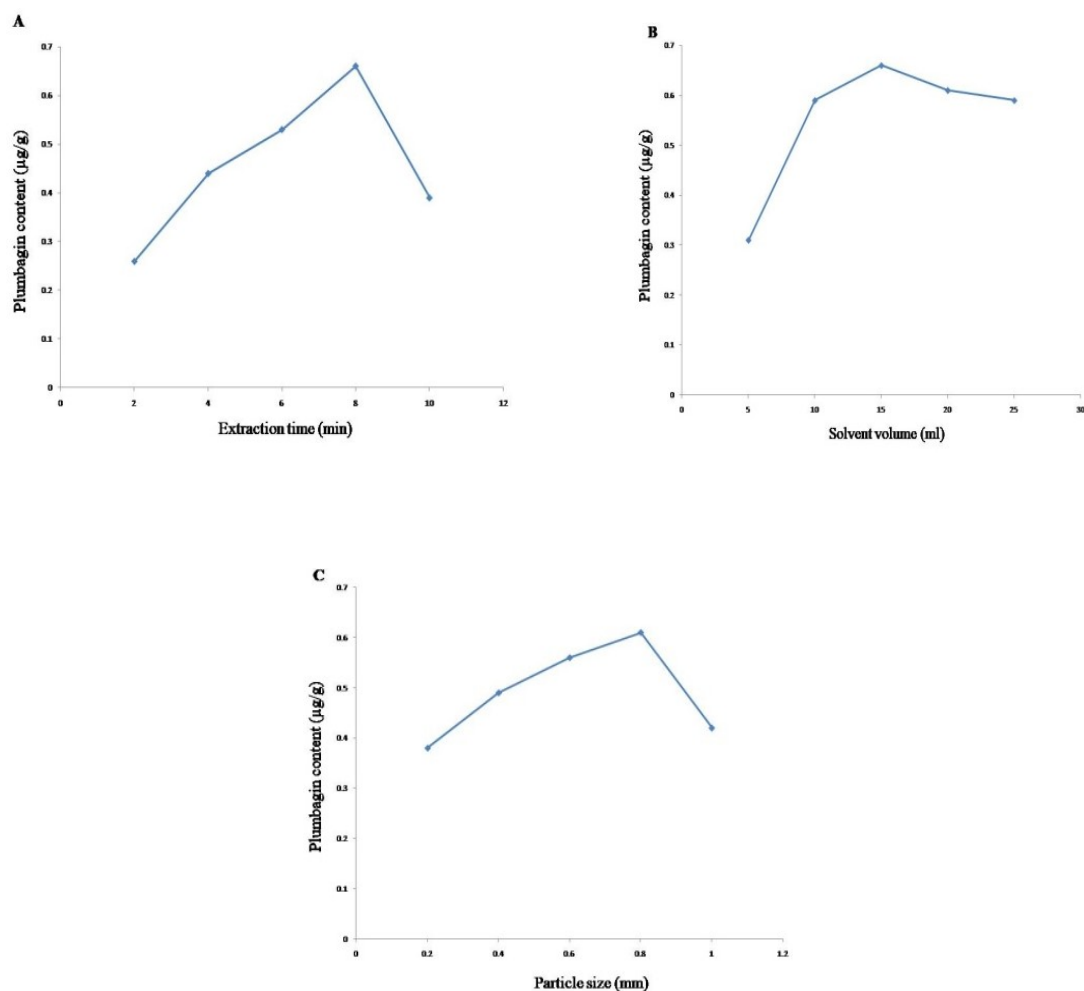 A
Plumbagin content (µg/g)
0.7
0.6
0.5
0.4
0.3
0.2
0.1
0
0 2 4 6 8 10 12
Extraction time (min)
B
Plumbagin content (µg/g)
0.7
0.6
0.5
0.4
0.3
0.2
0.1
0
0 5 10 15 20 25 30
Solvent volume (ml)
C
Plumbagin content (µg/g)
0.7
0.6
0.5
0.4
0.3
0.2
0.1
0
0 0.2 0.4 0.6 0.8 1 1.2
Particle size (mm)